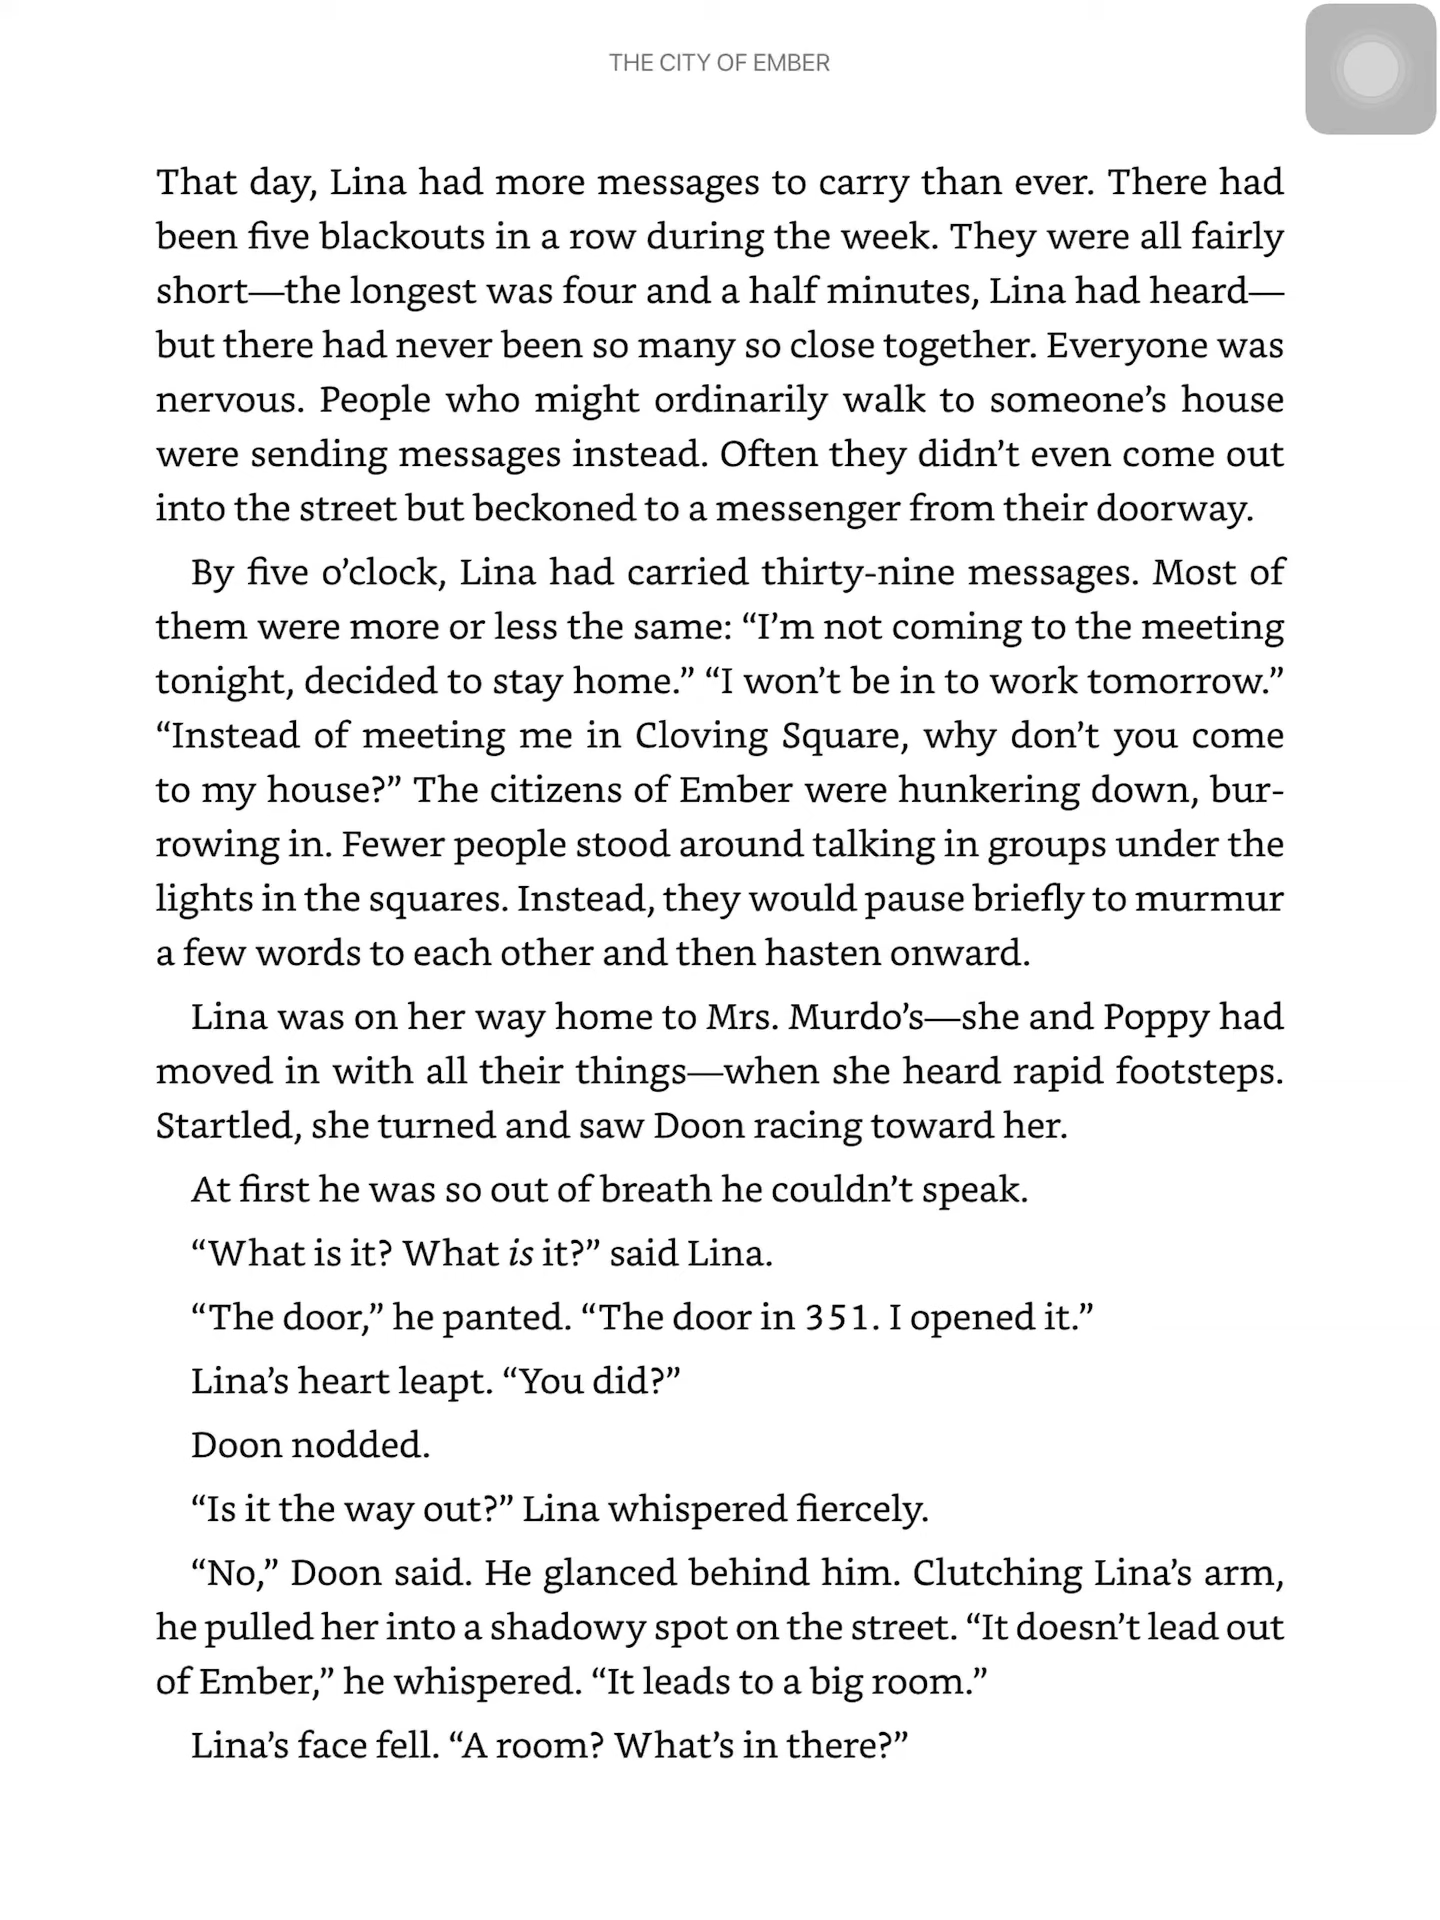 THE CITY OF EMBER
That day, Lina had more messages to carry than ever. There had
been five blackouts in a row during the week. They were all fairly
short—the longest was four and a half minutes, Lina had heard—
but there had never been so many so close together. Everyone was
nervous. People who might ordinarily walk to someone’s house
were sending messages instead. Often they didn’t even come out
into the street but beckoned to a messenger from their doorway.
By five o’clock, Lina had carried thirty-nine messages. Most of
them were more or less the same: “I’m not coming to the meeting
tonight, decided to stay home.” “I won’t be in to work tomorrow.”
“Instead of meeting me in Cloving Square, why don’t you come
to my house?” The citizens of Ember were hunkering down, bur-
rowing in. Fewer people stood around talking in groups under the
lights in the squares. Instead, they would pause briefly to murmur
a few words to each other and then hasten onward.
Lina was on her way home to Mrs. Murdo’s—she and Poppy had
moved in with all their things—when she heard rapid footsteps.
Startled, she turned and saw Doon racing toward her.
At first he was so out of breath he couldn’t speak.
“What is it? What is it?” said Lina.
“The door,” he panted. “The door in 351. I opened it.”
Lina’s heart leapt. “You did?”
Doon nodded.
“Is it the way out?” Lina whispered fiercely.
“No,” Doon said. He glanced behind him. Clutching Lina’s arm,
he pulled her into a shadowy spot on the street. “It doesn’t lead out
of Ember,” he whispered. “It leads to a big room.”
Lina’s face fell. “A room? What’s in there?”